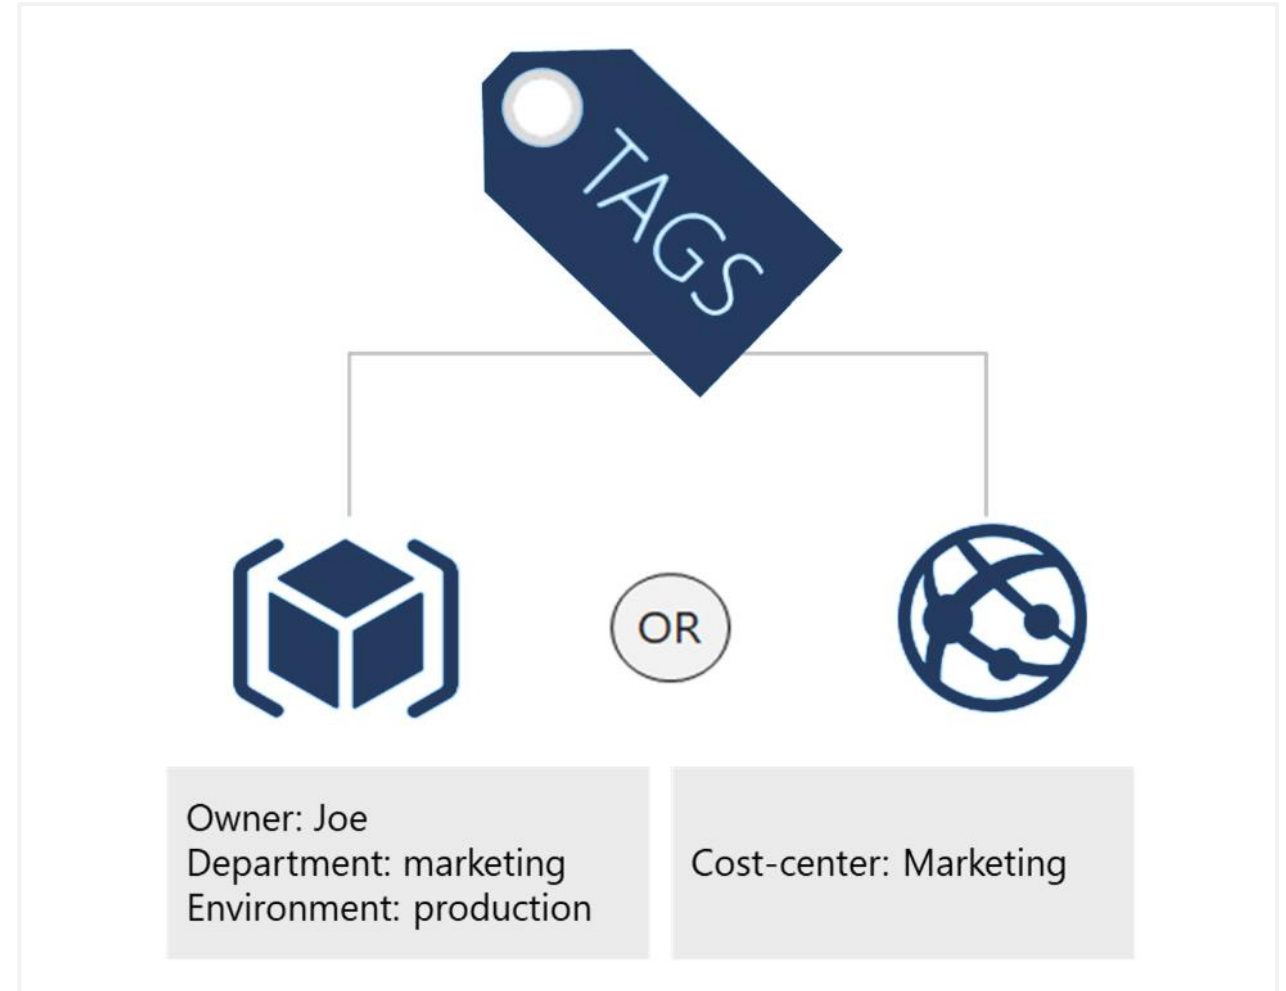 TAGS
OR
Owner: Joe
Department: marketing
Environment: production
Cost-center: Marketing